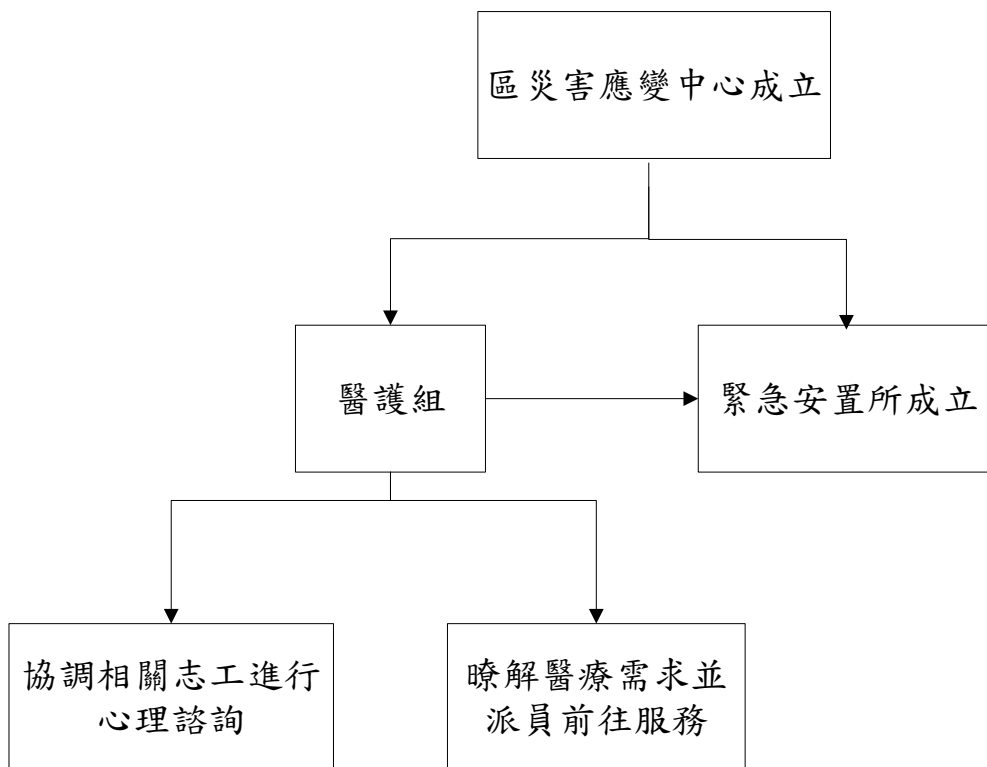 區災害應變中心成立
醫護組
緊急安置所成立
協調相關志工進行
心理諮詢
瞭解醫療需求並
派員前往服務